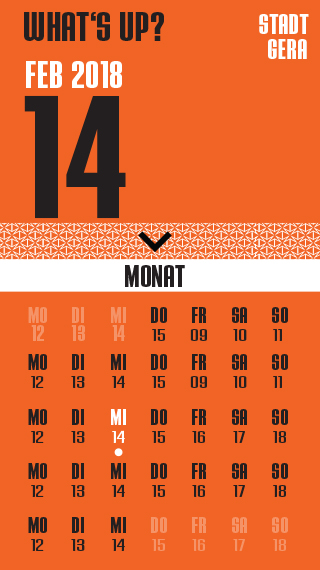 WHAT'S UP?
STADT
GERA
FEB 2018
14
MONAT
MO DI MI DO FR SA SO
12 13 14 15 09 10 11
MO DI MI DO FR SA SO
12 13 14 15 09 10 11
MO DI MI DO FR SA SO
12 13 14 15 16 17 18
MO DI MI DO FR SA SO
12 13 14 15 16 17 18
MO DI MI DO FR SA SO
12 13 14 15 16 17 18